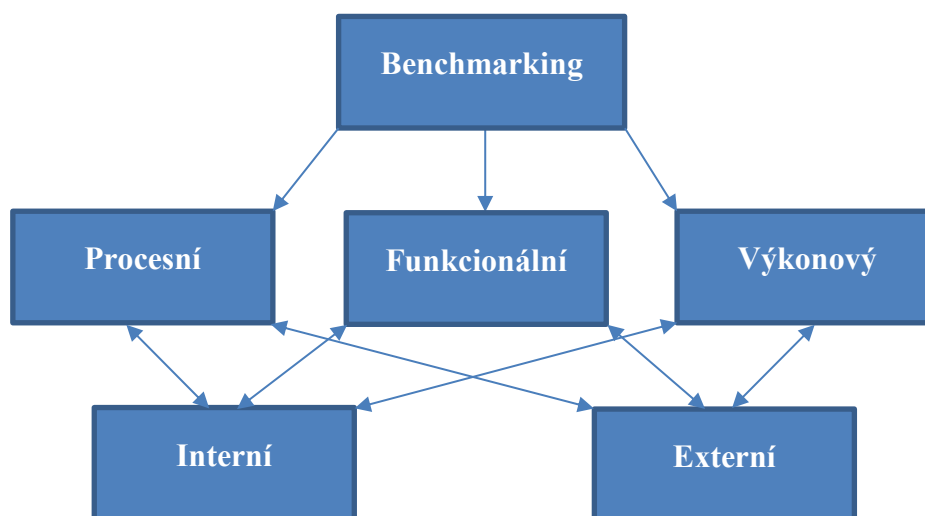 Benchmarking
Procesní
Funkcionální
Výkonový
Interní
Externí